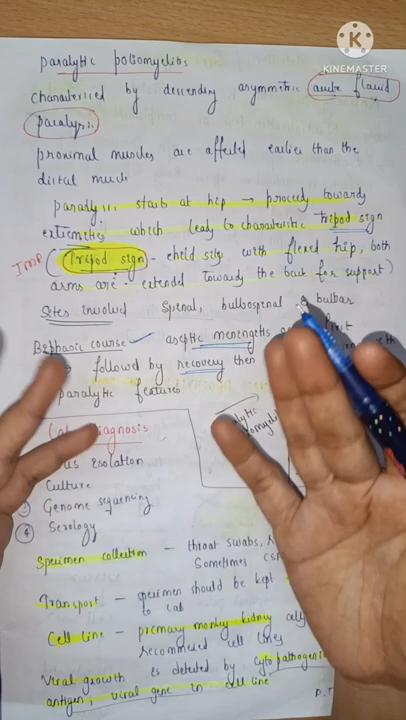 KINEMASTER
paralytic poliomyelitis
charaterised by descending asymmetric acute flaccid
paralysis
proximal muscles are affected earlier than the
distal muscle
paralysis starts at hip → proceeds towards
extremities which leads to characteristic tripod sign
IMP ( Tripod sign - child sits with flexed hip, both
arms are extended towards the back for support )
Sites involved Spinal, bulbospinal & bulbar
Biphasic course aseptic meningitis first
followed by recovery then
paralytic features
Lab diagnosis
isolation
Culture
③ Genome sequencing
④ Serology
Specimen collection - throat swabs,
Sometimes CSF
Transport - specimen should be kept
to lab
Cell line - primary monkey kidney
recommended cell lines
Viral growth is detected by cytopathogenic
antigen, viral gene in cell line
P.T